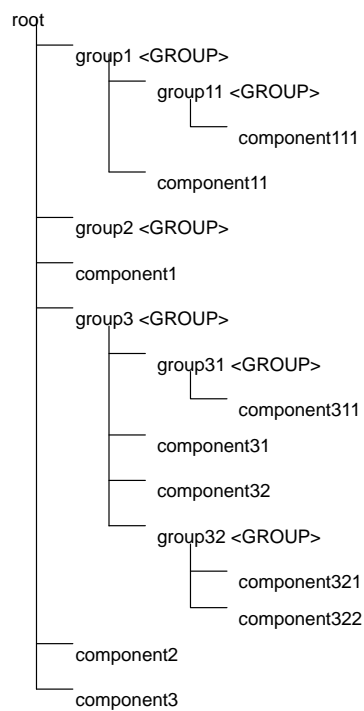 root
group1 <GROUP>
group11 <GROUP>
component111
component11
group2 <GROUP>
component1
group3 <GROUP>
group31 <GROUP>
component311
component31
component32
group32 <GROUP>
component321
component322
component2
component3